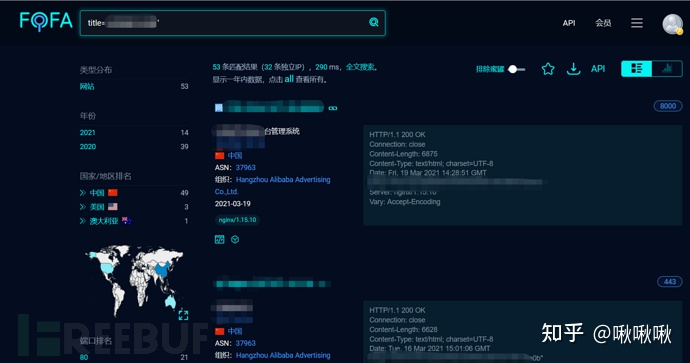 FOFA
title=
API
会员
类型分布
网站 53
年份
2021 14
2020 39
国家/地区排名
中国 49
美国 3
澳大利亚 1
端口排名
80 21
53 条匹配结果（32 条独立IP），290 ms，全文搜索。
显示一年内数据，点击 all 查看所有。
排除蜜罐
API
8000
台管理系统
中国
ASN: 37963
组织: Hangzhou Alibaba Advertising
Co.,Ltd.
2021-03-19
nginx/1.15.10
HTTP/1.1 200 OK
Connection: close
Content-Length: 6875
Content-Type: text/html; charset=UTF-8
Date: Fri, 19 Mar 2021 14:28:51 GMT
Server: nginx/1.15.10
Vary: Accept-Encoding
443
中国
ASN: 37963
组织: Hangzhou Alibaba Advertising
HTTP/1.1 200 OK
Connection: close
Content-Length: 6628
Content-Type: text/html; charset=UTF-8
Date: Tue, 16 Mar 2021 15:01:06 GMT
REEBUF
知乎 @啾啾啾